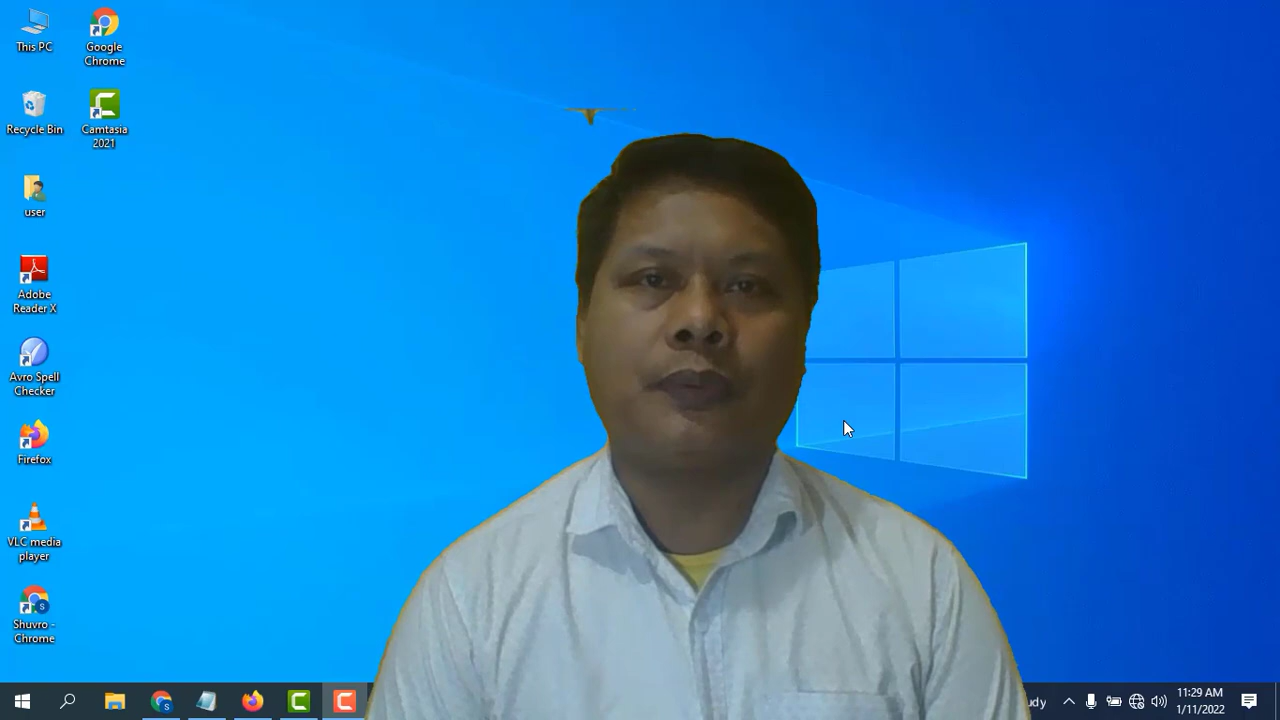 This PC
Google
Chrome
Recycle Bin
Camtasia
2021
user
Adobe
Reader X
Avro Spell
Checker
Firefox
VLC media
player
Shuvro -
Chrome
11:29 AM
1/11/2022